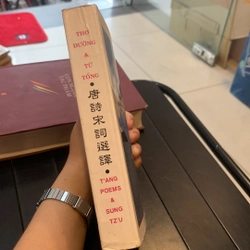 THƠ
ĐƯỜNG &
TỪ
TỐNG
•
唐詩宋詞選譯
•
T'ANG
POEMS
&
SUNG
TZU